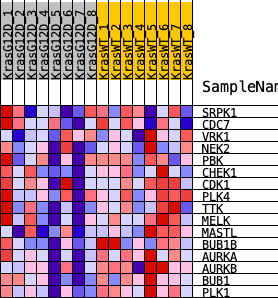 KrasG12D_1
KrasG12D_2
KrasG12D_3
KrasG12D_4
KrasG12D_5
KrasG12D_6
KrasG12D_7
KrasG12D_8
KrasWT_1
KrasWT_2
KrasWT_3
KrasWT_4
KrasWT_5
KrasWT_6
KrasWT_7
KrasWT_8
SampleNam
SRPK1
CDC7
VRK1
NEK2
PBK
CHEK1
CDK1
PLK4
TTK
MELK
MASTL
BUB1B
AURKA
AURKB
BUB1
PLK1